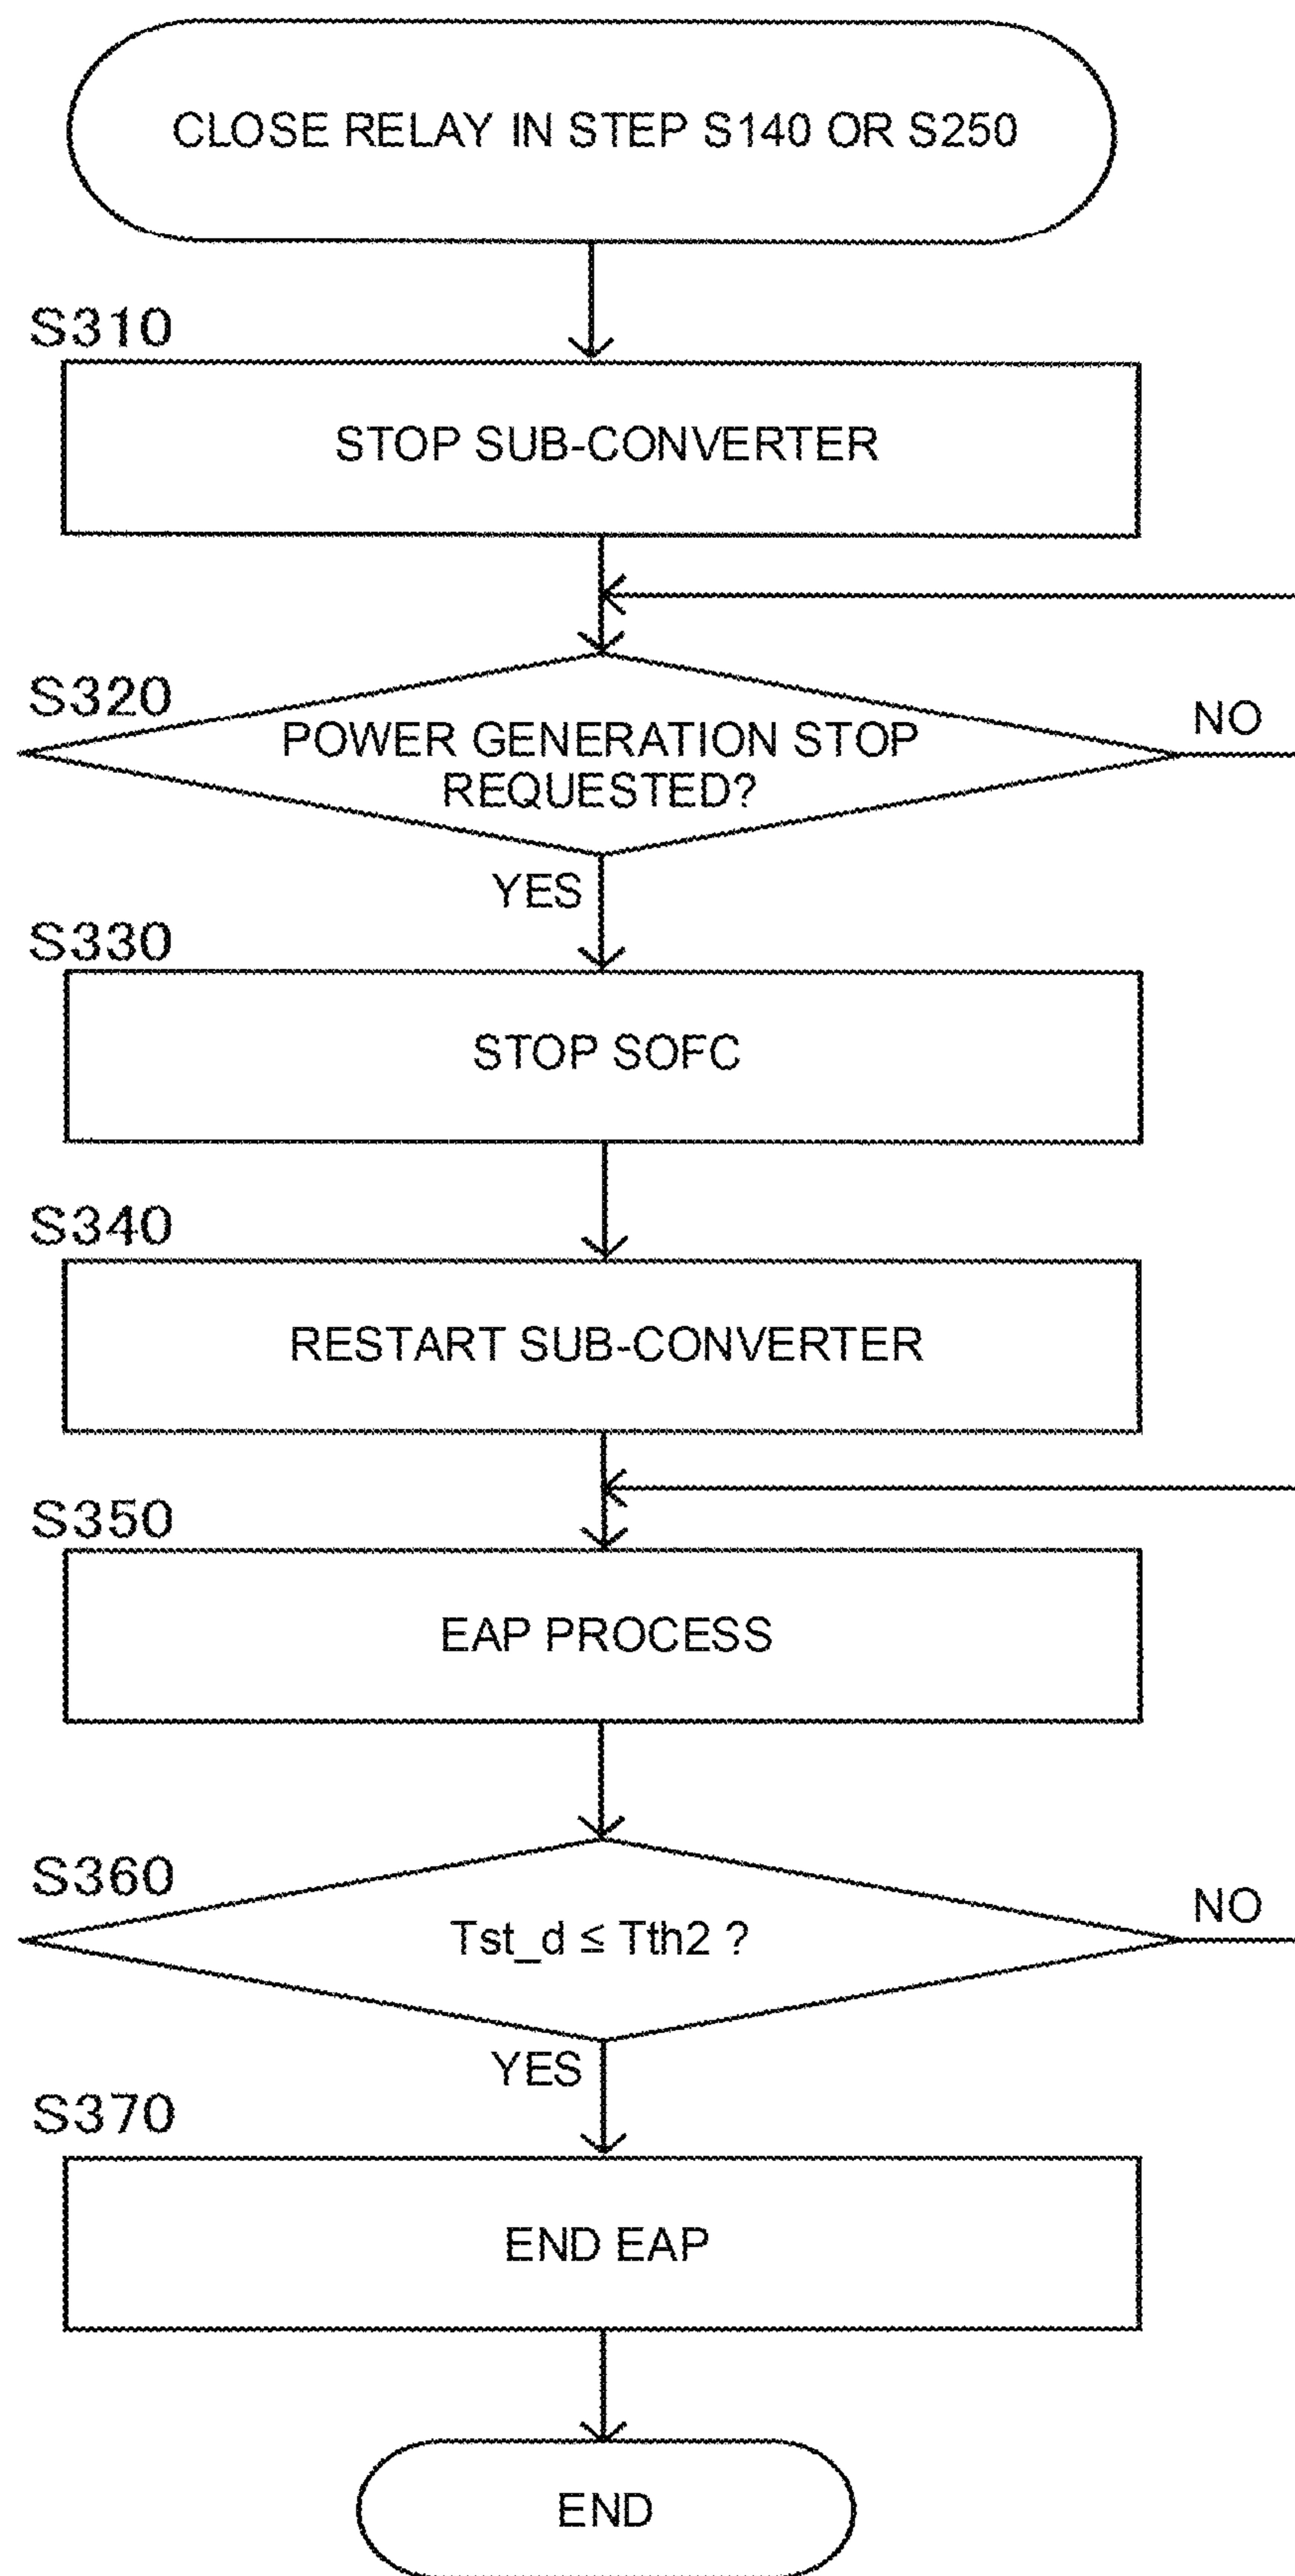 CLOSE RELAY IN STEP S140 OR S250
S310
STOP SUB-CONVERTER
S320
POWER GENERATION STOP
REQUESTED?
NO
YES
S330
STOP SOFC
S340
RESTART SUB-CONVERTER
S350
EAP PROCESS
S360
Tst_d ≤ Tth2 ?
NO
YES
S370
END EAP
END